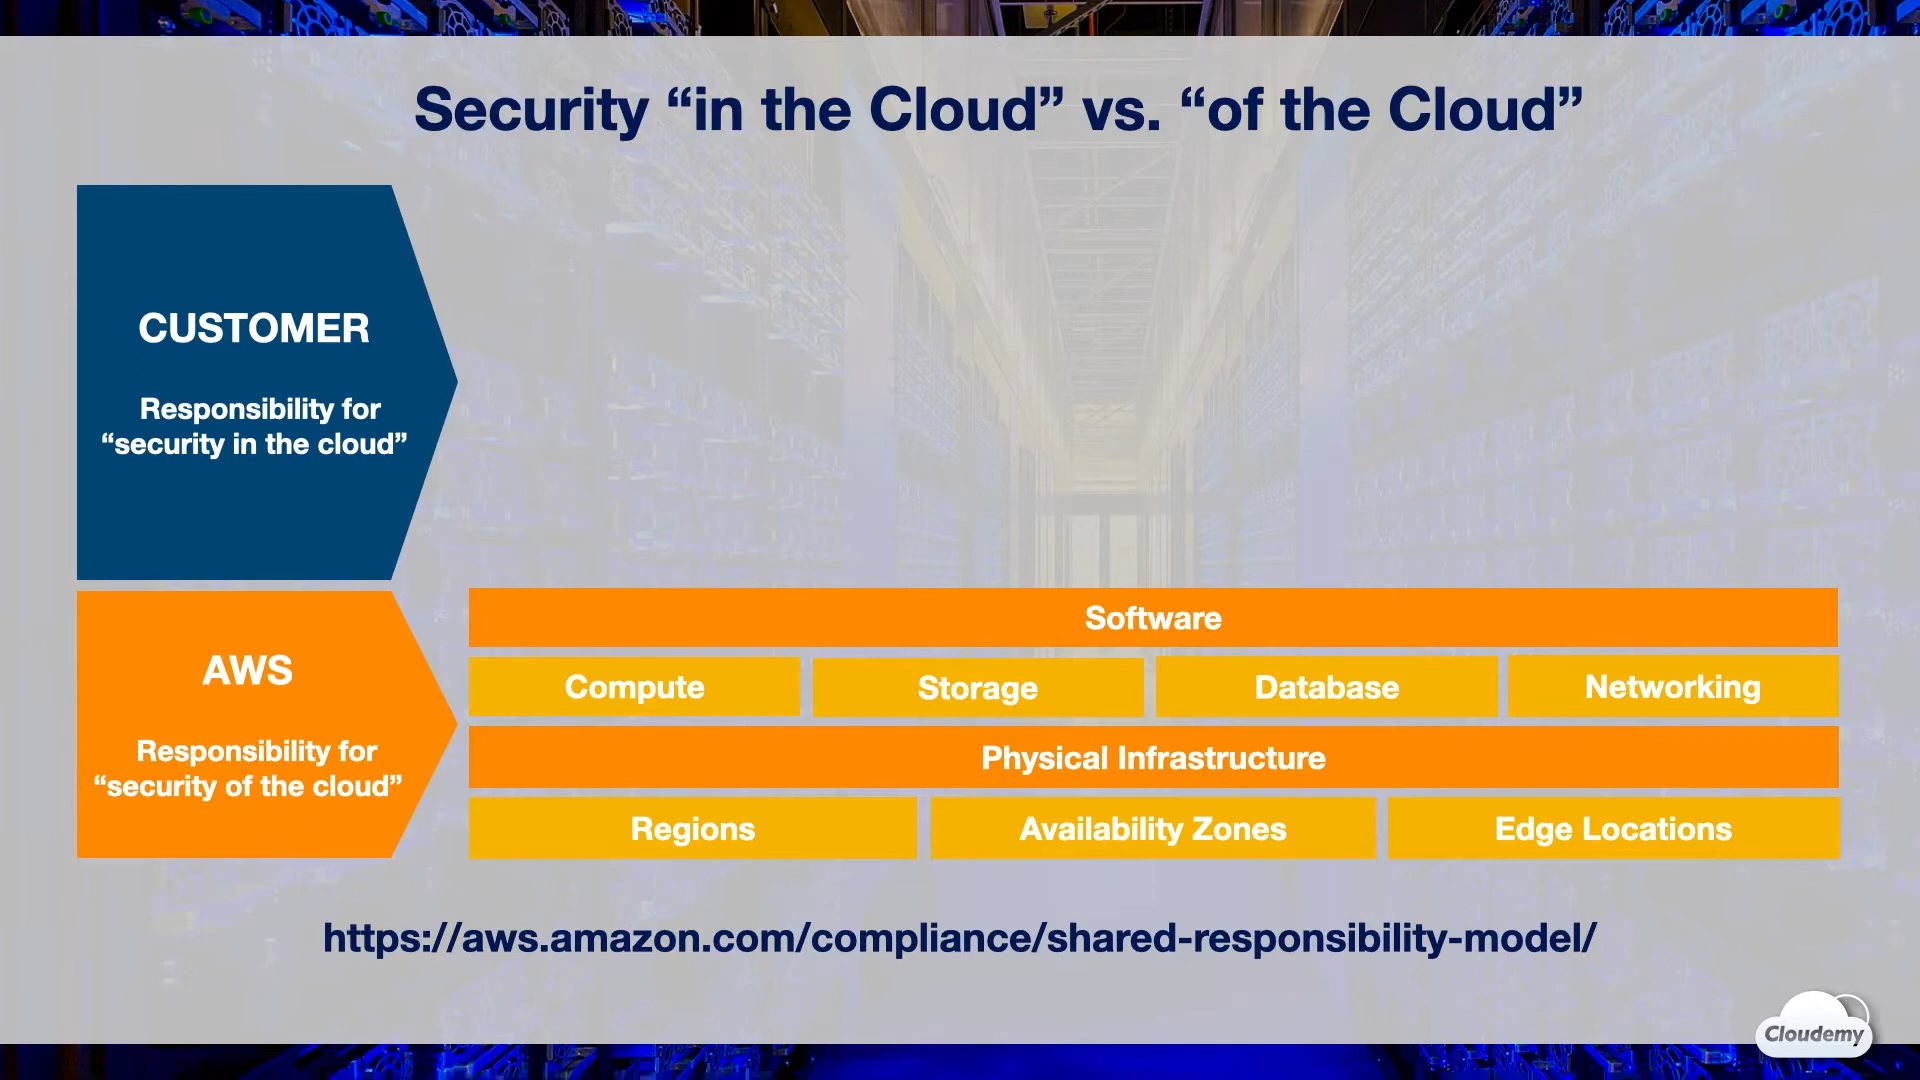 Security “in the Cloud” vs. “of the Cloud”
CUSTOMER
Responsibility for
“security in the cloud”
AWS
Responsibility for
“security of the cloud”
Software
Compute
Storage
Database
Networking
Physical Infrastructure
Regions
Availability Zones
Edge Locations
https://aws.amazon.com/compliance/shared-responsibility-model/
Cloudemy